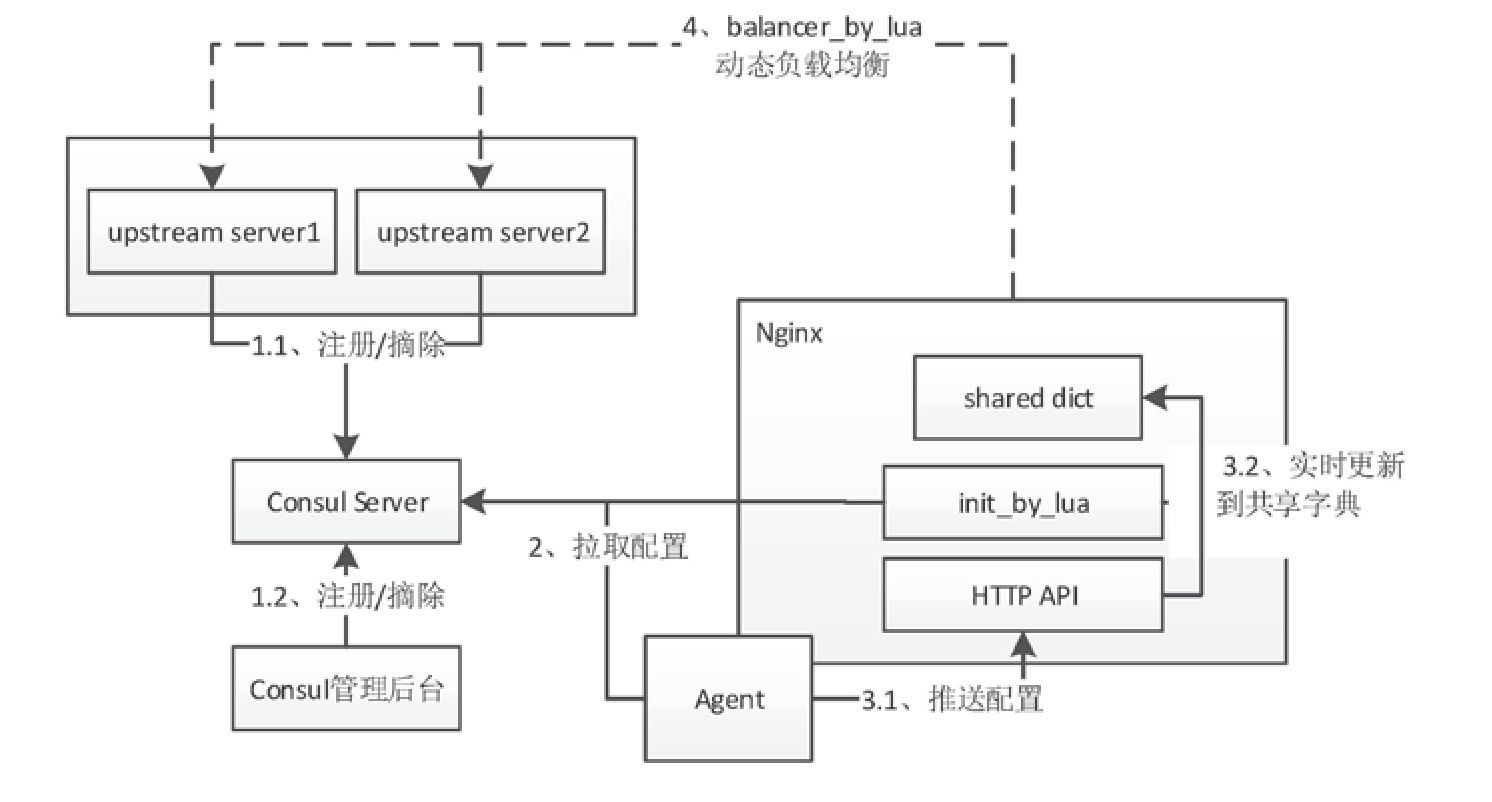 4、balancer_by_lua
动态负载均衡
upstream server1
upstream server2
1.1、注册/摘除
Nginx
shared dict
3.2、实时更新
到共享字典
Consul Server
init_by_lua
2、拉取配置
1.2、注册/摘除
HTTP API
Consul管理后台
Agent
3.1、推送配置